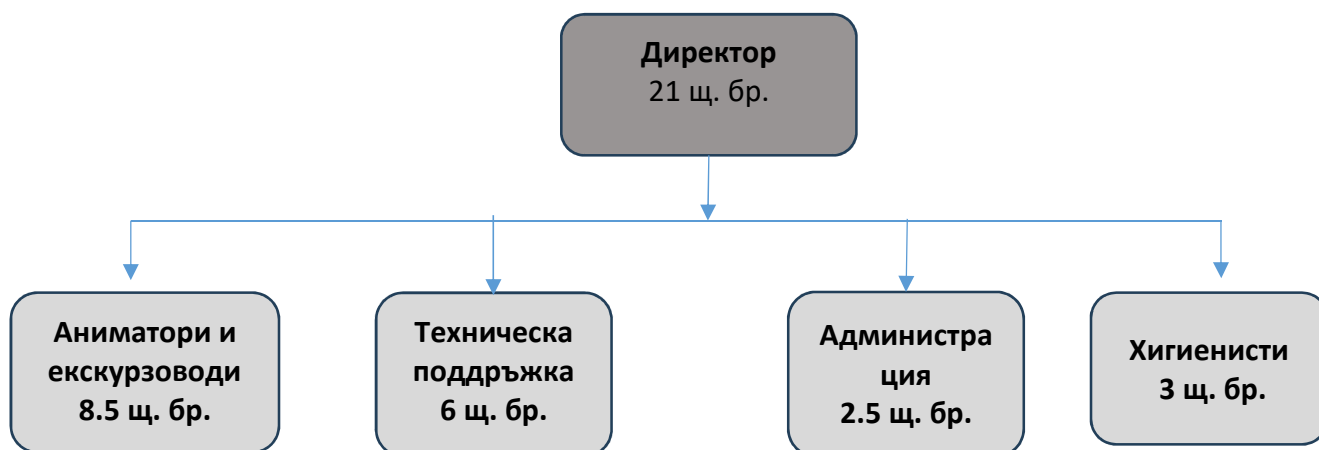 Директор
21 щ. бр.
Аниматори и
екскурзоводи
8.5 щ. бр.
Техническа
поддръжка
6 щ. бр.
Администра
ция
2.5 щ. бр.
Хигиенисти
3 щ. бр.